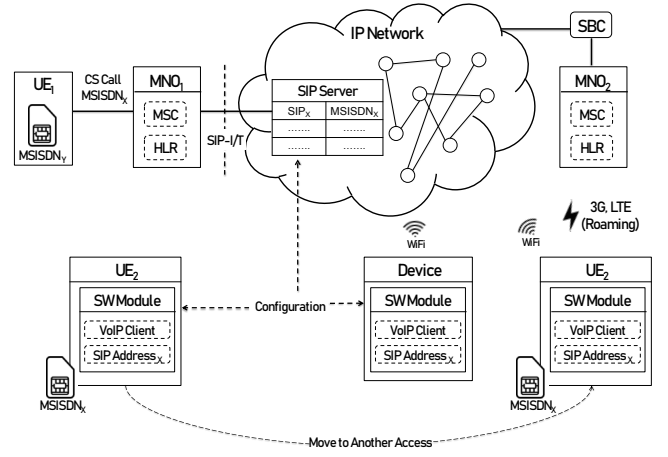 IP Network
SBC
UE₁
CS Call
MSISDNₓ
MNO₁
MSC
HLR
MSISDNᵧ
SIP-I/T
SIP Server
SIPₓ MSISDNₓ
....... .......
....... .......
MNO₂
MSC
HLR
WiFi
WiFi
3G, LTE
(Roaming)
UE₂
SW Module
VoIP Client
SIP Addressₓ
MSISDNₓ
Configuration
Device
SW Module
VoIP Client
SIP Addressₓ
UE₂
SW Module
VoIP Client
SIP Addressₓ
MSISDNₓ
Move to Another Access